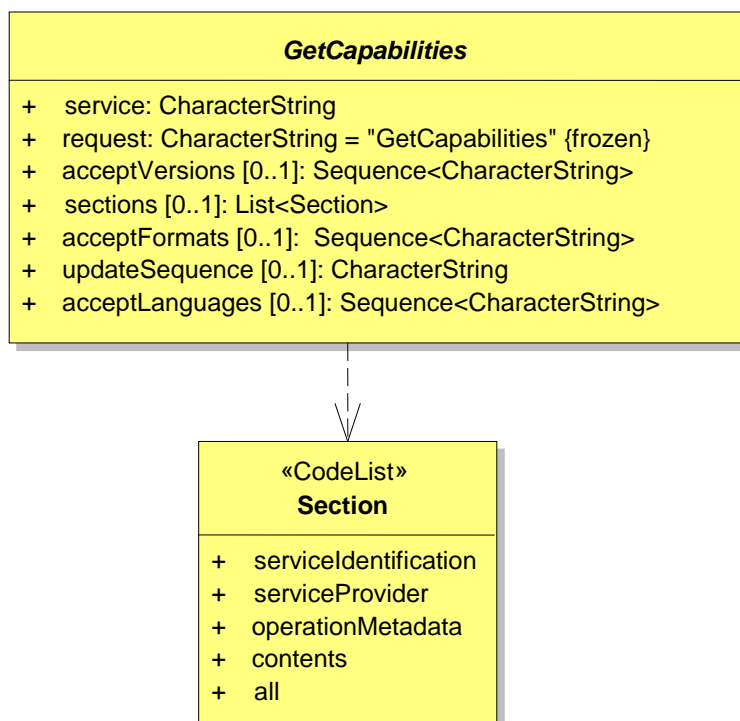 GetCapabilities
+ service: CharacterString
+ request: CharacterString = "GetCapabilities" {frozen}
+ acceptVersions [0..1]: Sequence<CharacterString>
+ sections [0..1]: List<Section>
+ acceptFormats [0..1]: Sequence<CharacterString>
+ updateSequence [0..1]: CharacterString
+ acceptLanguages [0..1]: Sequence<CharacterString>
«CodeList»
Section
+ serviceIdentification
+ serviceProvider
+ operationMetadata
+ contents
+ all